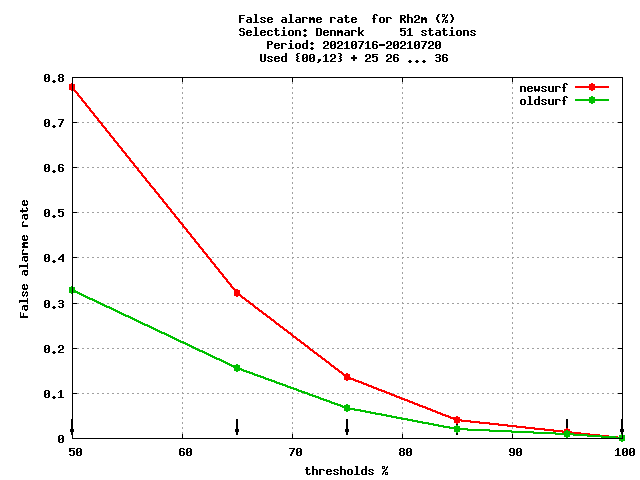 False alarme rate  for Rh2m (%)
Selection: Denmark     51 stations
Period: 20210716-20210720
Used {00,12} + 25 26 ... 36
newsurf
oldsurf
0.8
0.7
0.6
0.5
0.4
0.3
0.2
0.1
0
False alarme rate
50 60 70 80 90 100
thresholds %